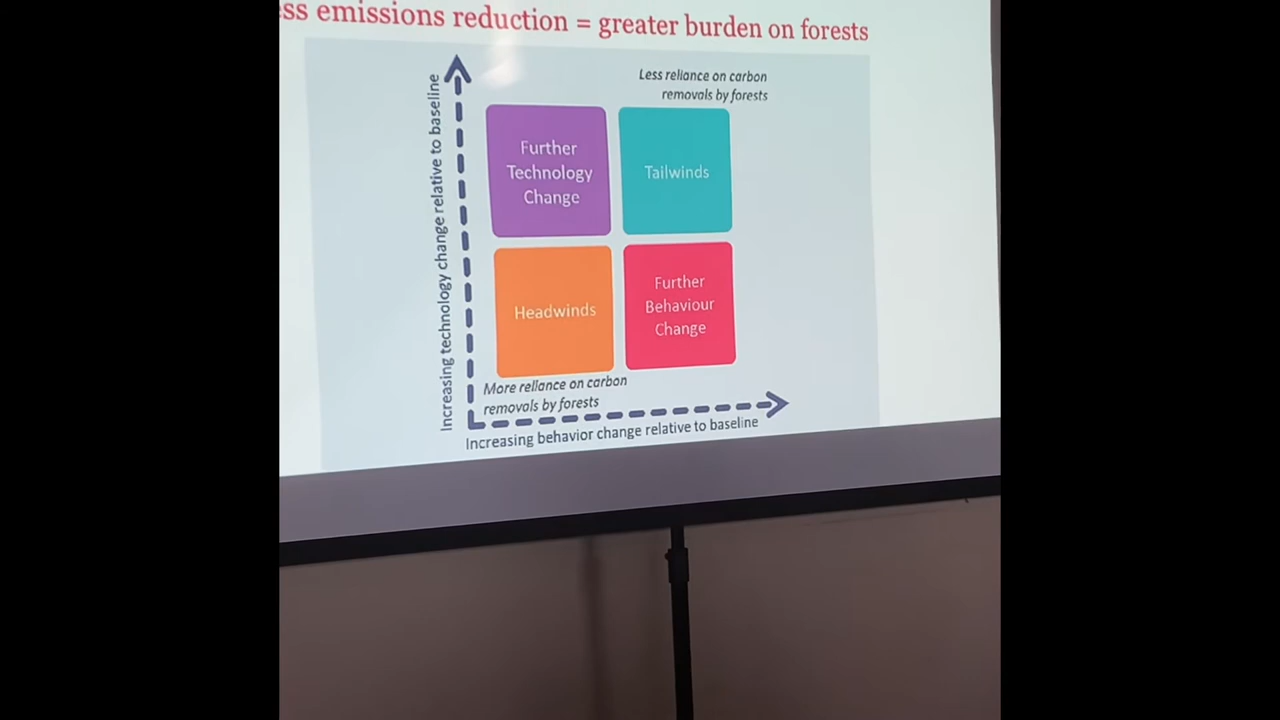 emissions reduction = greater burden on forests
Increasing technology change relative to baseline
Less reliance on carbon
removals by forests
Further
Technology
Change
Tailwinds
Headwinds
Further
Behaviour
Change
More reliance on carbon
removals by forests
Increasing behavior change relative to baseline